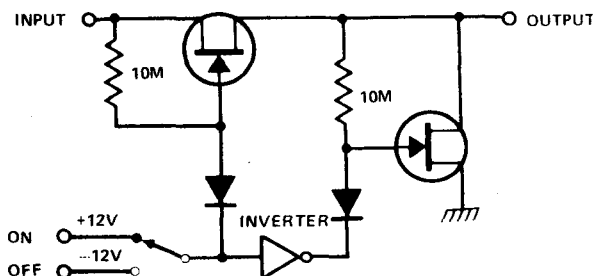 INPUT
OUTPUT
10M
10M
INVERTER
+12V
ON
--12V
OFF